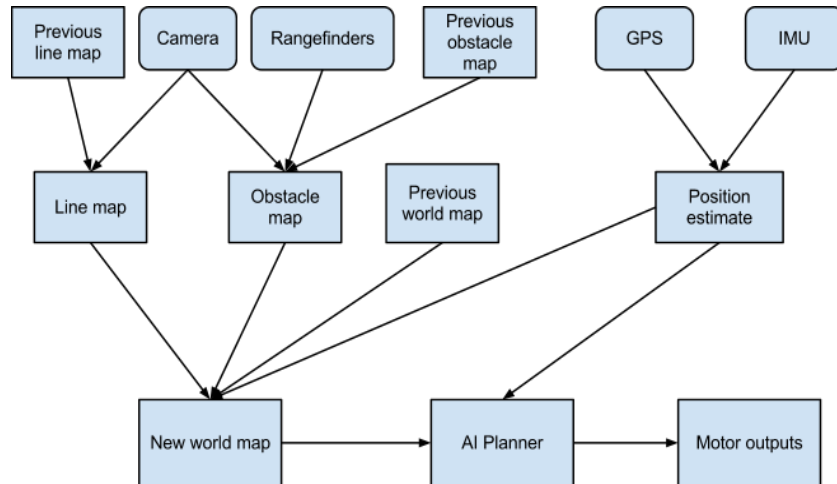 Previous
line map
Camera
Rangefinders
Previous
obstacle
map
GPS
IMU
Line map
Obstacle
map
Previous
world map
Position
estimate
New world map
AI Planner
Motor outputs